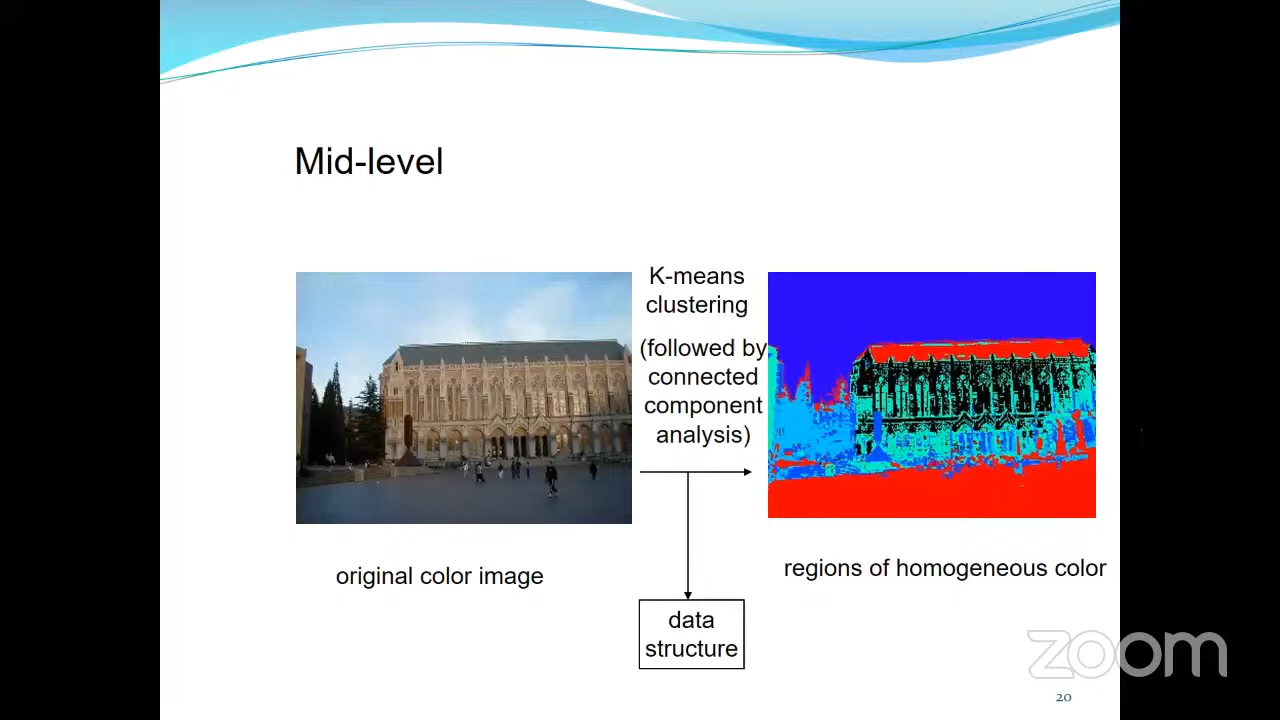 Mid-level
K-means
clustering
(followed by
connected
component
analysis)
original color image
regions of homogeneous color
data
structure
zoom
20